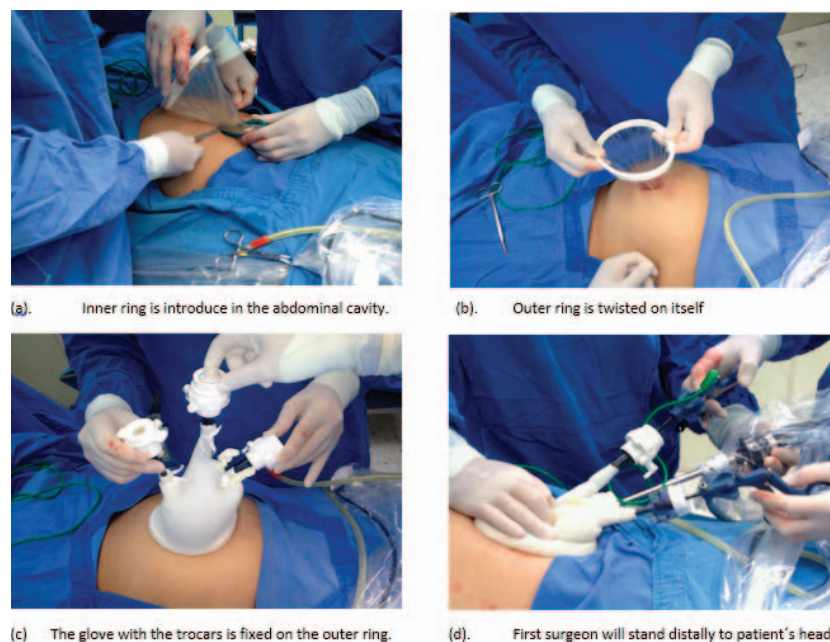 (a). Inner ring is introduce in the abdominal cavity.
(b). Outer ring is twisted on itself
(c) The glove with the trocars is fixed on the outer ring.
(d). First surgeon will stand distally to patient´s head